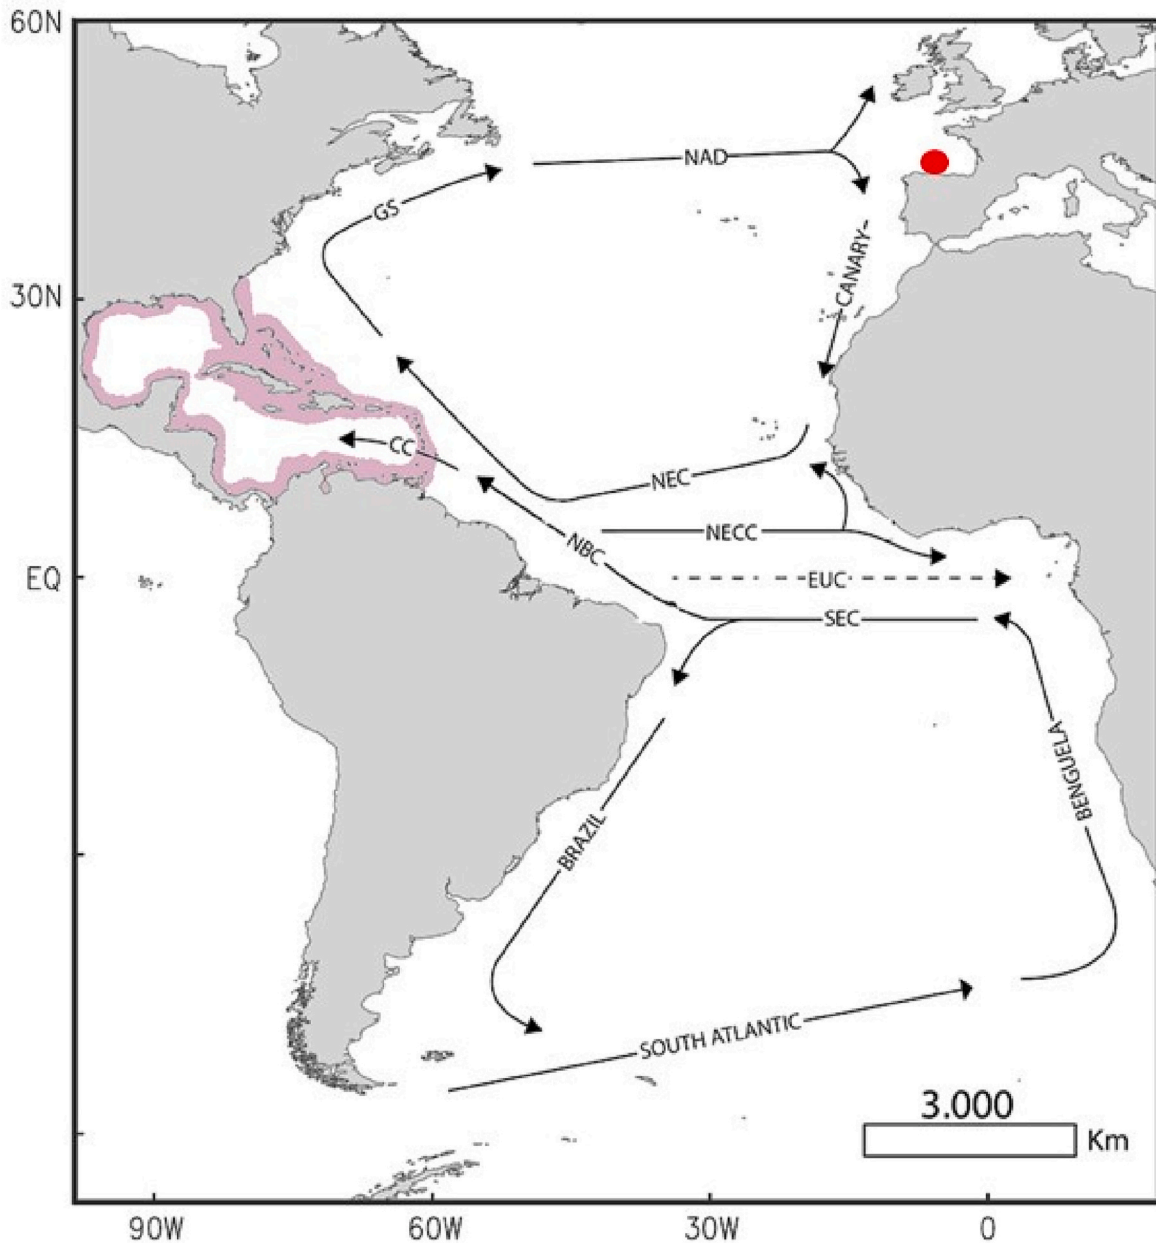 60N
NAD
GS
CANARY
30N
CC
NEC
NECC
NBC
EQ
EUC
SEC
BENGUELA
BRAZIL
SOUTH ATLANTIC
3.000
Km
90W
60W
30W
0